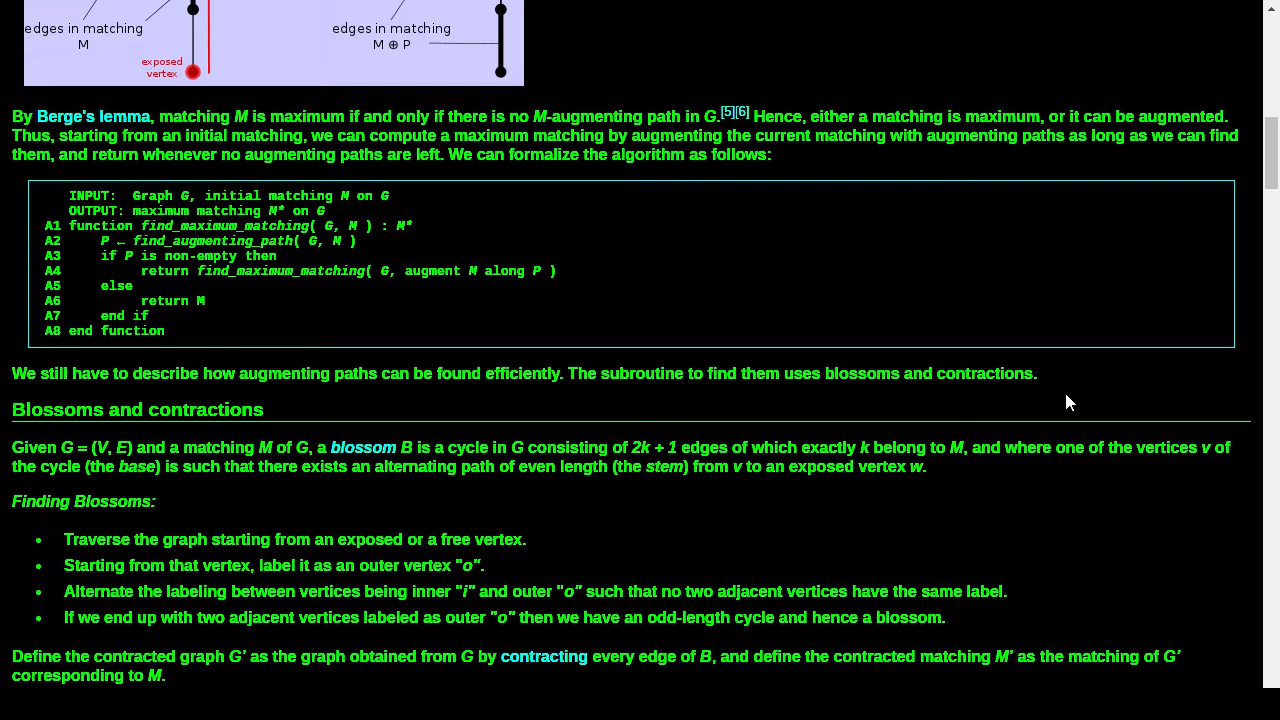 edges in matching
M
exposed
vertex
edges in matching
M ⊕ P
By Berge's lemma, matching M is maximum if and only if there is no M-augmenting path in G.[5][6] Hence, either a matching is maximum, or it can be augmented.
Thus, starting from an initial matching, we can compute a maximum matching by augmenting the current matching with augmenting paths as long as we can find
them, and return whenever no augmenting paths are left. We can formalize the algorithm as follows:
INPUT:  Graph G, initial matching M on G
OUTPUT: maximum matching M* on G
A1 function find_maximum_matching( G, M ) : M*
A2     P ← find_augmenting_path( G, M )
A3     if P is non-empty then
A4          return find_maximum_matching( G, augment M along P )
A5     else
A6          return M
A7     end if
A8 end function
We still have to describe how augmenting paths can be found efficiently. The subroutine to find them uses blossoms and contractions.
Blossoms and contractions
Given G = (V, E) and a matching M of G, a blossom B is a cycle in G consisting of 2k + 1 edges of which exactly k belong to M, and where one of the vertices v of
the cycle (the base) is such that there exists an alternating path of even length (the stem) from v to an exposed vertex w.
Finding Blossoms:
• Traverse the graph starting from an exposed or a free vertex.
• Starting from that vertex, label it as an outer vertex "o".
• Alternate the labeling between vertices being inner "i" and outer "o" such that no two adjacent vertices have the same label.
• If we end up with two adjacent vertices labeled as outer "o" then we have an odd-length cycle and hence a blossom.
Define the contracted graph G' as the graph obtained from G by contracting every edge of B, and define the contracted matching M' as the matching of G'
corresponding to M.